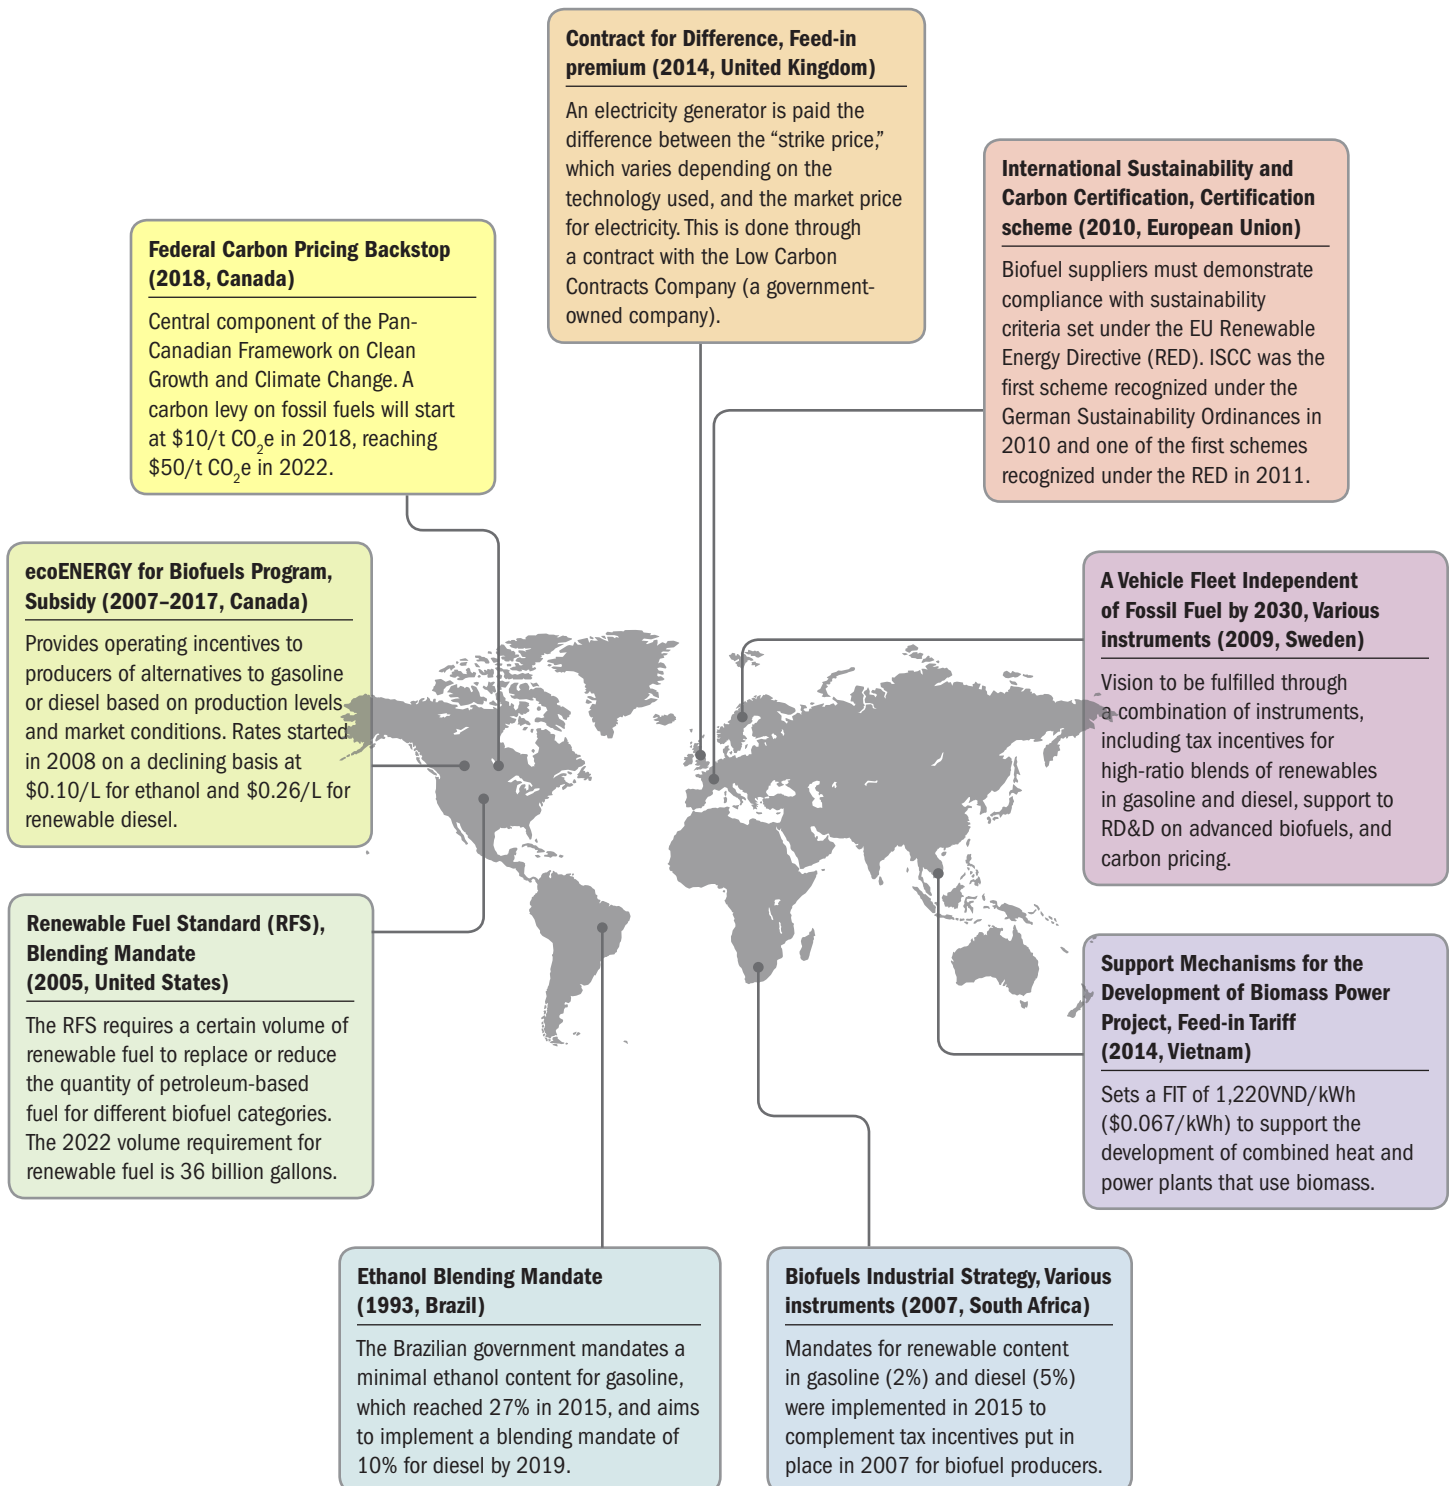 Contract for Difference, Feed-in
premium (2014, United Kingdom)
An electricity generator is paid the
difference between the “strike price,”
which varies depending on the
technology used, and the market price
for electricity. This is done through
a contract with the Low Carbon
Contracts Company (a government-
owned company).
International Sustainability and
Carbon Certification, Certification
scheme (2010, European Union)
Biofuel suppliers must demonstrate
compliance with sustainability
criteria set under the EU Renewable
Energy Directive (RED). ISCC was the
first scheme recognized under the
German Sustainability Ordinances in
2010 and one of the first schemes
recognized under the RED in 2011.
Federal Carbon Pricing Backstop
(2018, Canada)
Central component of the Pan-
Canadian Framework on Clean
Growth and Climate Change. A
carbon levy on fossil fuels will start
at $10/t CO₂e in 2018, reaching
$50/t CO₂e in 2022.
ecoENERGY for Biofuels Program,
Subsidy (2007–2017, Canada)
Provides operating incentives to
producers of alternatives to gasoline
or diesel based on production levels
and market conditions. Rates started
in 2008 on a declining basis at
$0.10/L for ethanol and $0.26/L for
renewable diesel.
A Vehicle Fleet Independent
of Fossil Fuel by 2030, Various
instruments (2009, Sweden)
Vision to be fulfilled through
a combination of instruments,
including tax incentives for
high-ratio blends of renewables
in gasoline and diesel, support to
RD&D on advanced biofuels, and
carbon pricing.
Renewable Fuel Standard (RFS),
Blending Mandate
(2005, United States)
The RFS requires a certain volume of
renewable fuel to replace or reduce
the quantity of petroleum-based
fuel for different biofuel categories.
The 2022 volume requirement for
renewable fuel is 36 billion gallons.
Support Mechanisms for the
Development of Biomass Power
Project, Feed-in Tariff
(2014, Vietnam)
Sets a FIT of 1,220VND/kWh
($0.067/kWh) to support the
development of combined heat and
power plants that use biomass.
Ethanol Blending Mandate
(1993, Brazil)
The Brazilian government mandates a
minimal ethanol content for gasoline,
which reached 27% in 2015, and aims
to implement a blending mandate of
10% for diesel by 2019.
Biofuels Industrial Strategy, Various
instruments (2007, South Africa)
Mandates for renewable content
in gasoline (2%) and diesel (5%)
were implemented in 2015 to
complement tax incentives put in
place in 2007 for biofuel producers.